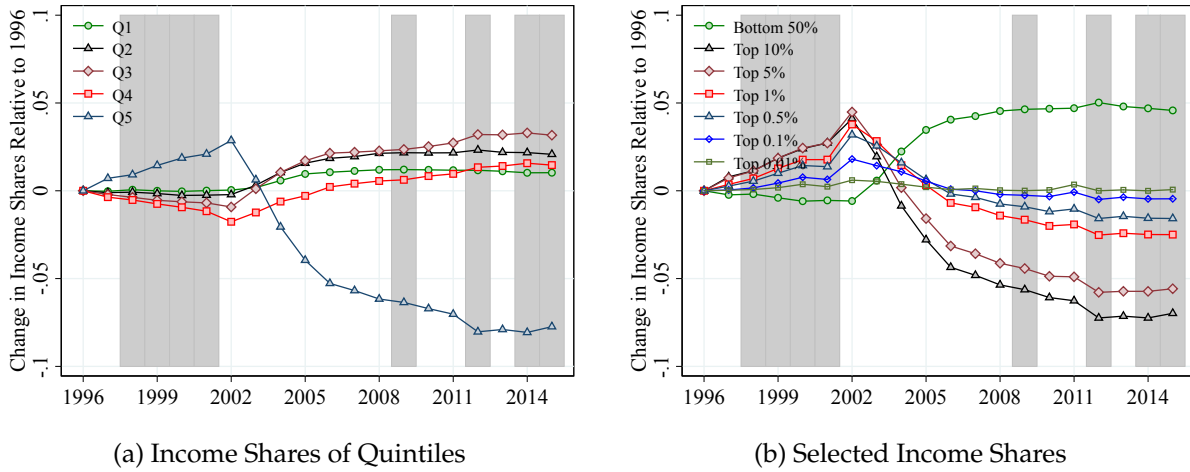 Change in Income Shares Relative to 1996
.1
.05
0
-.05
-.1
Q1
Q2
Q3
Q4
Q5
1996
1999
2002
2005
2008
2011
2014
(a) Income Shares of Quintiles
Change in Income Shares Relative to 1996
.1
.05
0
-.05
-.1
Bottom 50%
Top 10%
Top 5%
Top 1%
Top 0.5%
Top 0.1%
Top 0.01%
1996
1999
2002
2005
2008
2011
2014
(b) Selected Income Shares